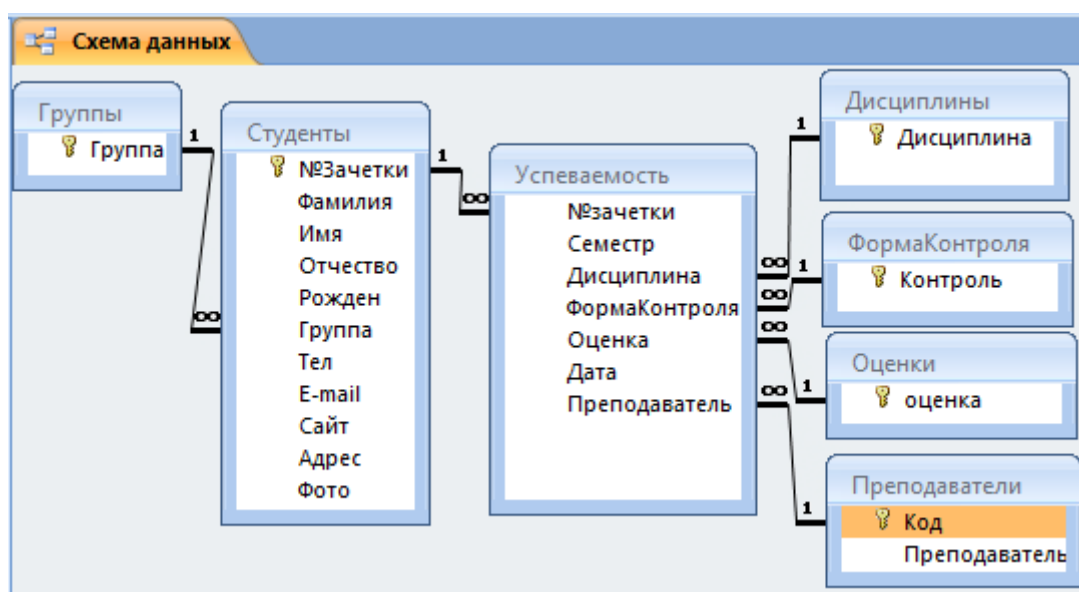 Схема данных
Группы
Группа
1
∞
Студенты
№Зачетки
Фамилия
Имя
Отчество
Рожден
Группа
Тел
E-mail
Сайт
Адрес
Фото
1
∞
Успеваемость
№зачетки
Семестр
Дисциплина
ФормаКонтроля
Оценка
Дата
Преподаватель
∞
∞
∞
∞
1
Дисциплины
Дисциплина
1
ФормаКонтроля
Контроль
1
Оценки
оценка
1
Преподаватели
Код
Преподаватель